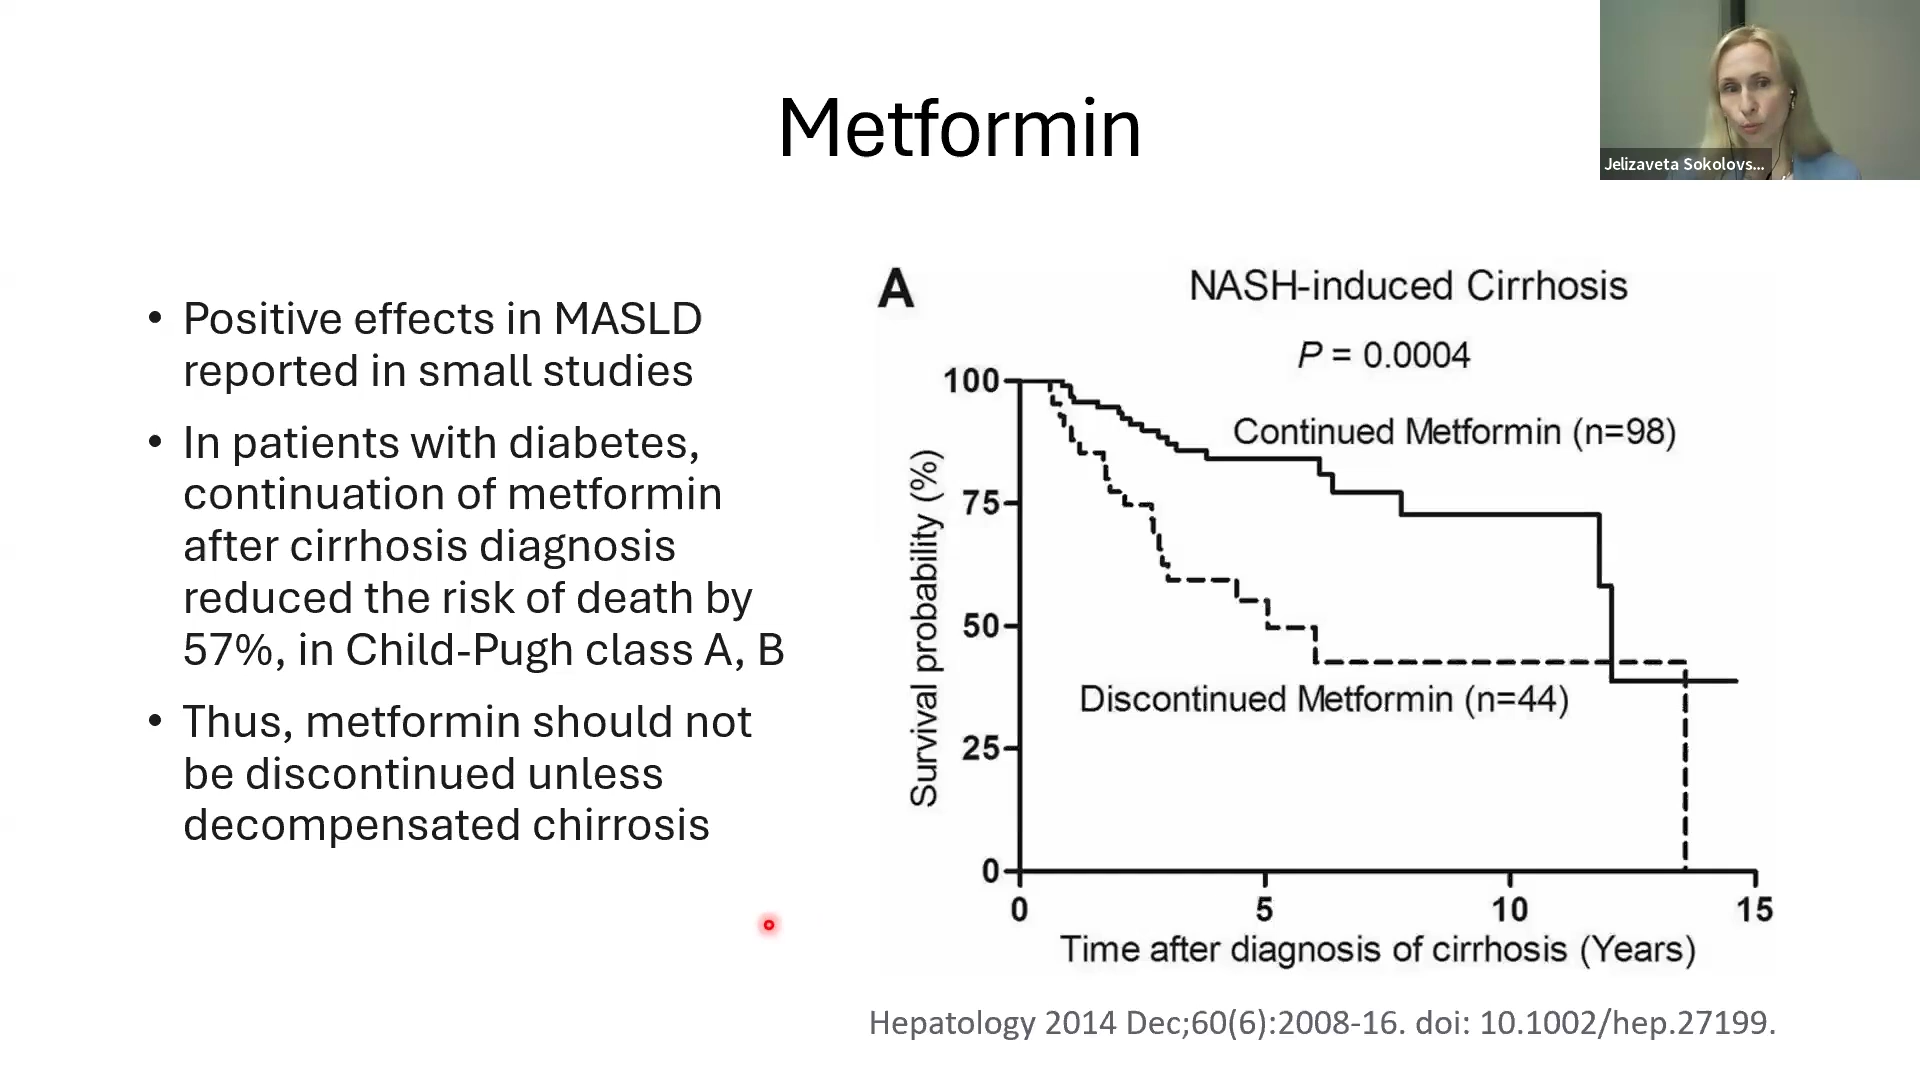 Metformin
Jelizaveta Sokolovs...
• Positive effects in MASLD
reported in small studies
• In patients with diabetes,
continuation of metformin
after cirrhosis diagnosis
reduced the risk of death by
57%, in Child-Pugh class A, B
• Thus, metformin should not
be discontinued unless
decompensated chirrosis
A
NASH-induced Cirrhosis
P = 0.0004
Continued Metformin (n=98)
Discontinued Metformin (n=44)
Survival probability (%)
100
75
50
25
0
0 5 10 15
Time after diagnosis of cirrhosis (Years)
Hepatology 2014 Dec;60(6):2008-16. doi: 10.1002/hep.27199.